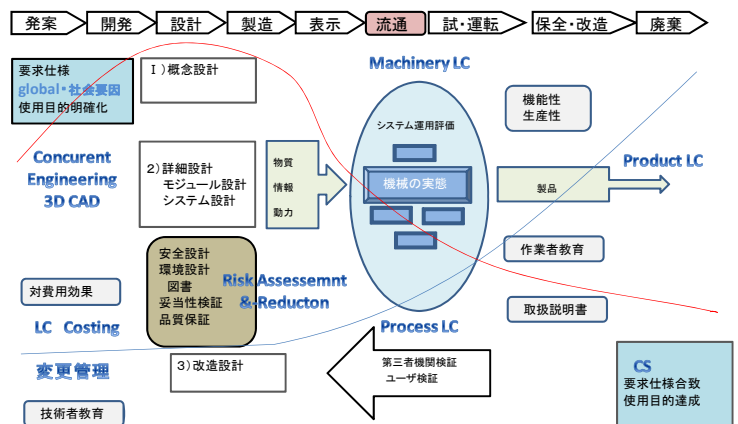 発案
開発
設計
製造
表示
流通
試・運転
保全・改造
廃棄
要求仕様
global・社会要因
使用目的明確化
Ⅰ）概念設計
Machinery LC
機能性
生産性
システム運用評価
Concurent
Engineering
3D CAD
2）詳細設計
モジュール設計
システム設計
物質
情報
動力
機械の実態
製品
Product LC
安全設計
環境設計
図書
妥当性検証
品質保証
Risk Assessemnt
& Reducton
作業者教育
対費用効果
取扱説明書
LC Costing
Process LC
変更管理
3）改造設計
第三者機関検証
ユーザ検証
CS
要求仕様合致
使用目的達成
技術者教育